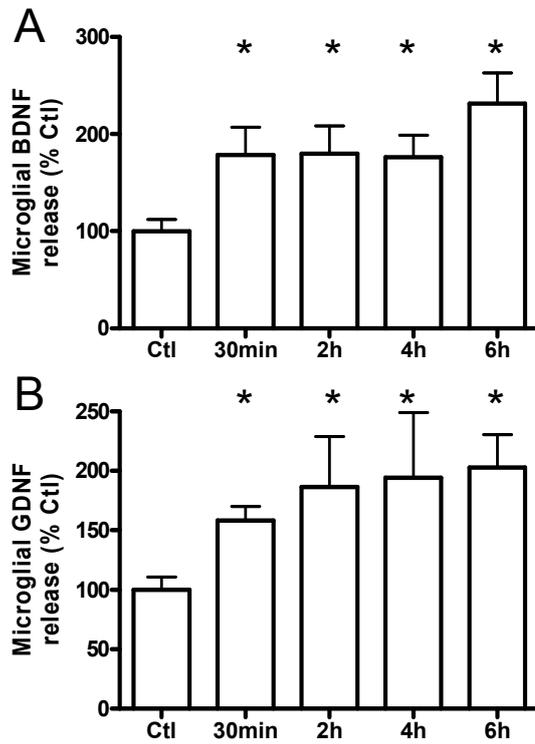 A
300
200
100
0
Microglial BDNF
release (% Ctl)
* * * *
Ctl 30min 2h 4h 6h
B
250
200
150
100
50
0
Microglial GDNF
release (% Ctl)
* * * *
Ctl 30min 2h 4h 6h